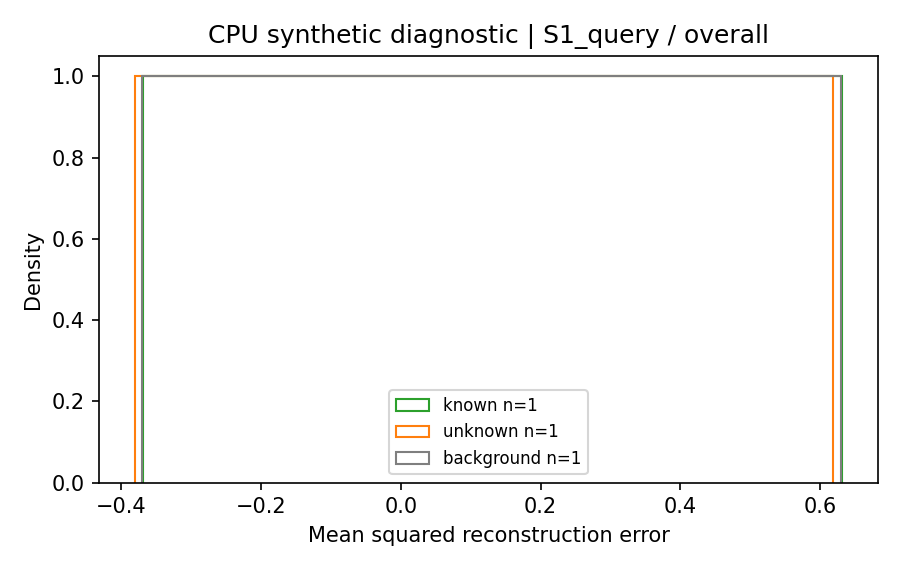 CPU synthetic diagnostic | S1_query / overall
1.0
0.8
0.6
0.4
0.2
0.0
Density
known n=1
unknown n=1
background n=1
−0.4 −0.2 0.0 0.2 0.4 0.6
Mean squared reconstruction error